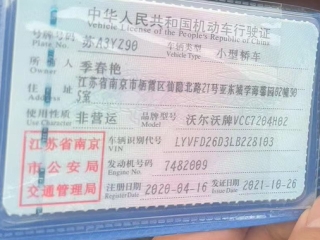 中华人民共和国机动车行驶证
Vehicle License of the People's Republic of China
号牌号码 Plate No. 苏A3YZ90 车辆类型 Vehicle Type 小型轿车
所有人 Owner 季春艳
住址 Address 江苏省南京市栖霞区仙隐北路21号亚东城学海馨园02幢
5室
使用性质 Use Character 非营运 品牌型号 Model 沃尔沃牌VCC7204H02
江苏省南京
市公安局
交通管理局
车辆识别代号 VIN LYVFD26D3LB228103
发动机号码 Engine No. 7482009
注册日期 Register Date 2020-04-16 发证日期 Issue Date 2021-10-26